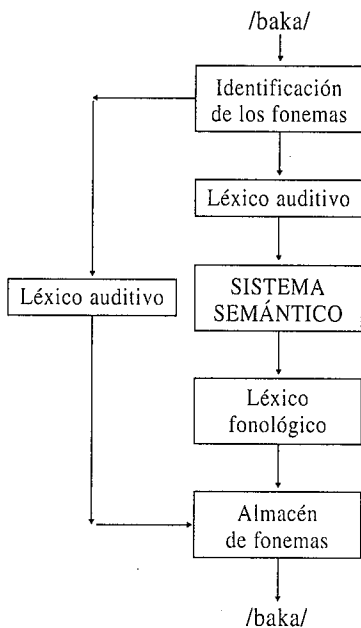 /baka/
Identificación
de los fonemas
Léxico auditivo
Léxico auditivo
SISTEMA
SEMÁNTICO
Léxico
fonológico
Almacén
de fonemas
/baka/